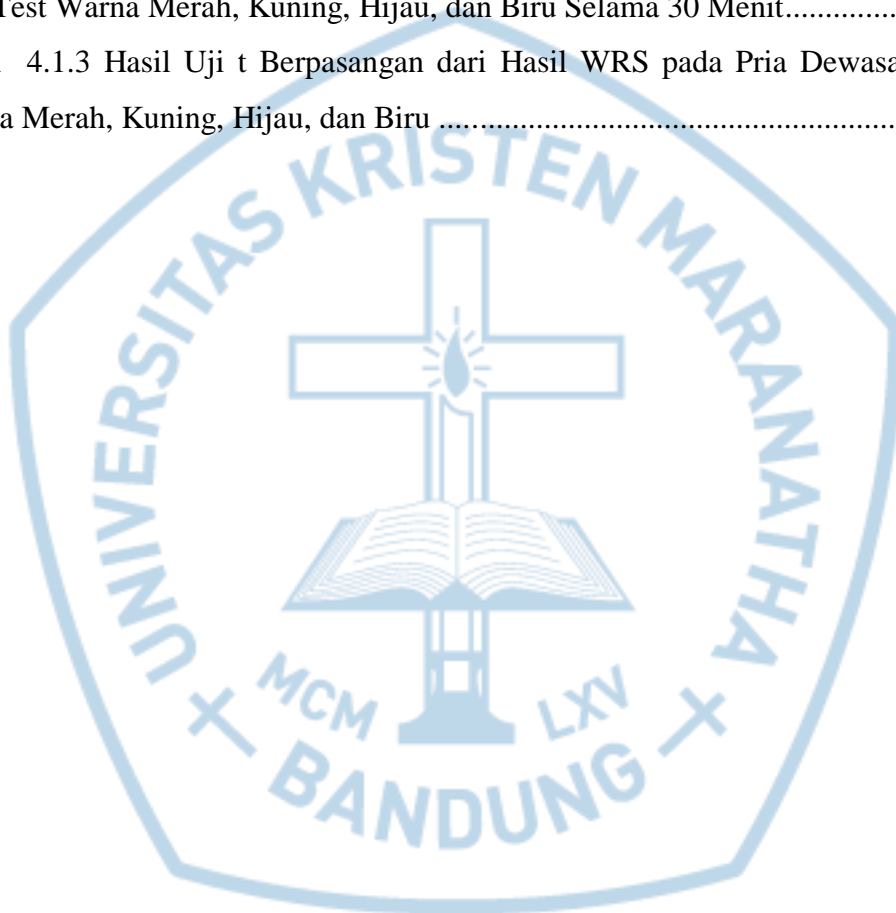 Test Warna Merah, Kuning, Hijau, dan Biru Selama 30 Menit..............
4.1.3 Hasil Uji t Berpasangan dari Hasil WRS pada Pria Dewasa
a Merah, Kuning, Hijau, dan Biru ......................................................
UNIVERSITAS KRISTEN MARANATHA
MCM LXV
+ BANDUNG +